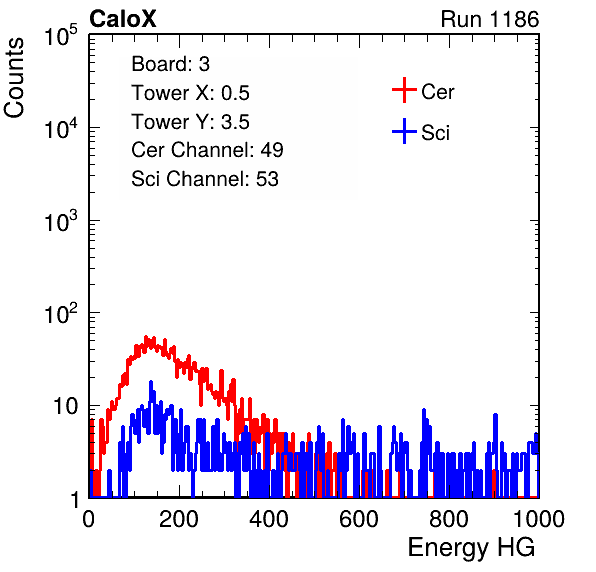 CaloX Run 1186
Counts
Board: 3
Tower X: 0.5
Tower Y: 3.5
Cer Channel: 49
Sci Channel: 53
Cer
Sci
10^5
10^4
10^3
10^2
10
1
0 200 400 600 800 1000
Energy HG